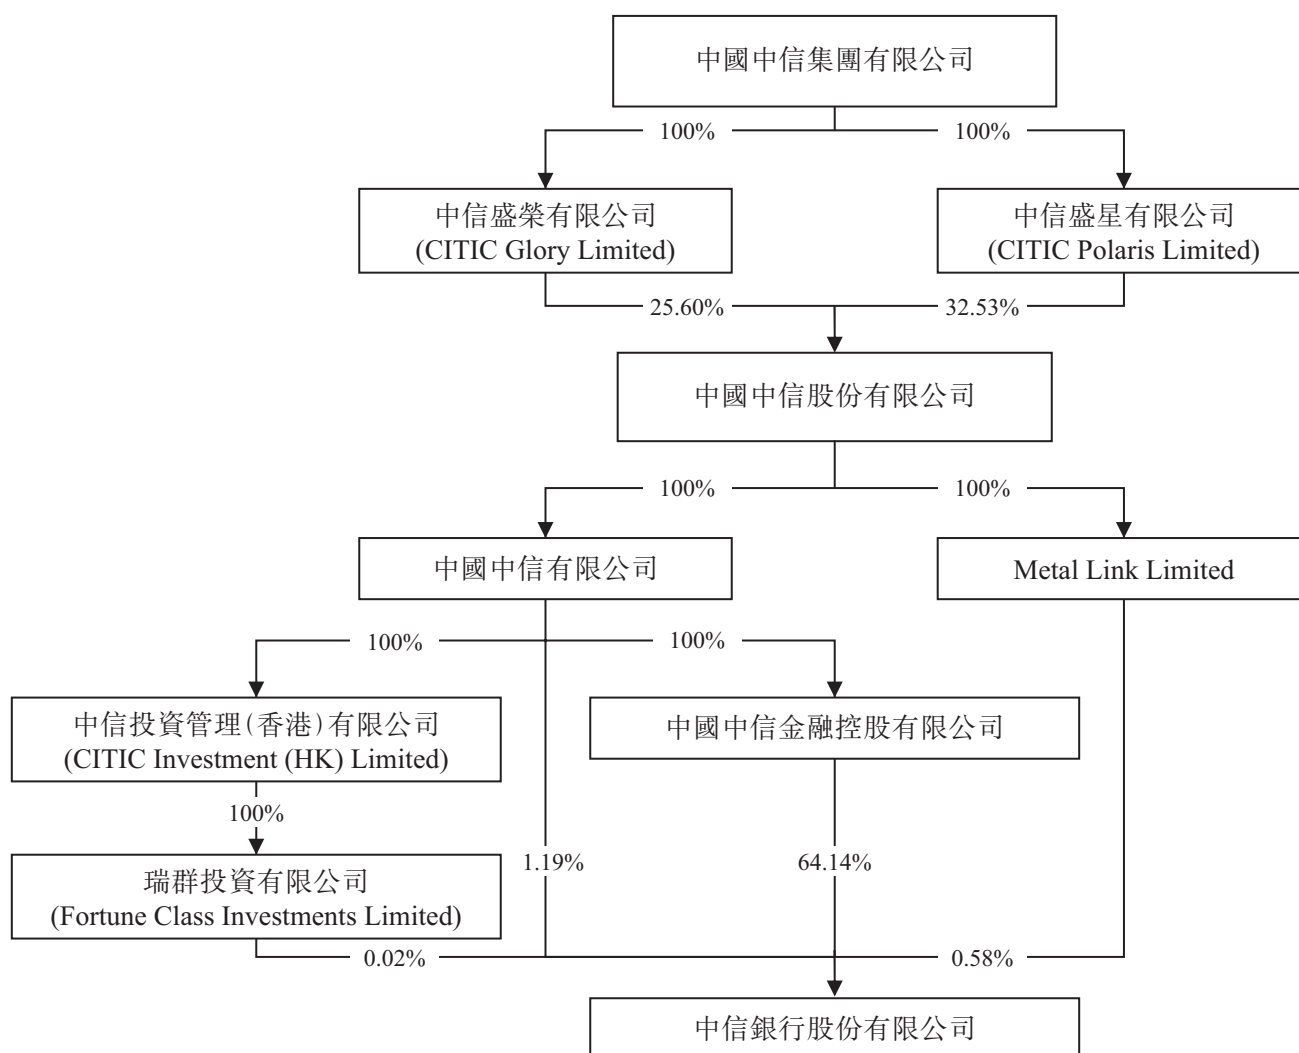 中國中信集團有限公司
100%
100%
中信盛榮有限公司
(CITIC Glory Limited)
中信盛星有限公司
(CITIC Polaris Limited)
25.60%
32.53%
中國中信股份有限公司
100%
100%
中國中信有限公司
Metal Link Limited
100%
100%
中信投資管理(香港)有限公司
(CITIC Investment (HK) Limited)
中國中信金融控股有限公司
100%
瑞群投資有限公司
(Fortune Class Investments Limited)
1.19%
64.14%
0.02%
0.58%
中信銀行股份有限公司